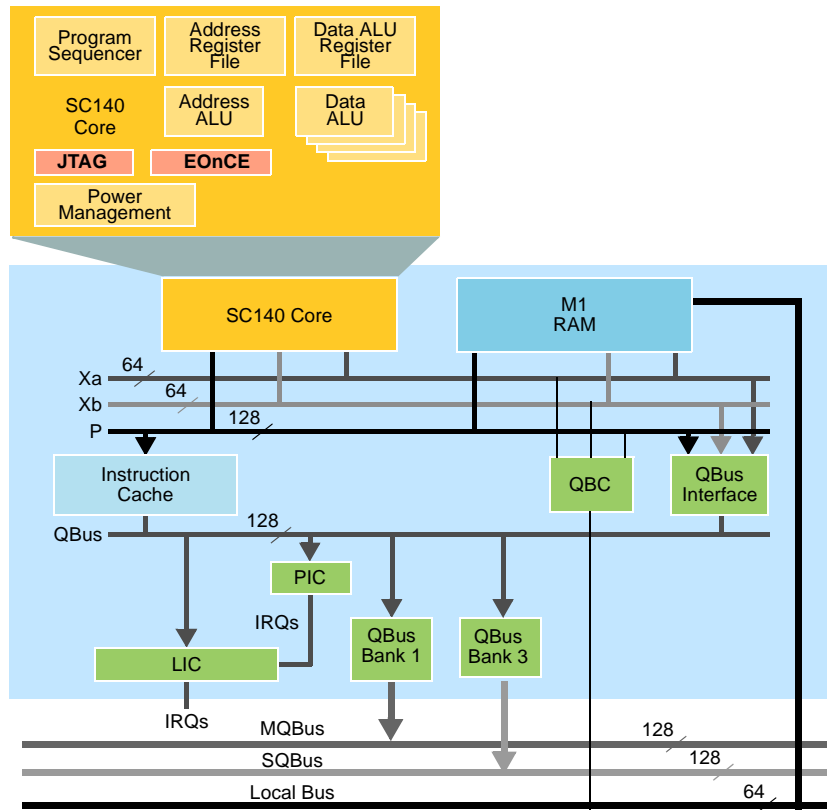 Program
Sequencer
Address
Register
File
Data ALU
Register
File
SC140
Core
Address
ALU
Data
ALU
JTAG
EOnCE
Power
Management
SC140 Core
M1
RAM
Xa
64
Xb
64
P
128
Instruction
Cache
QBC
QBus
Interface
QBus
128
PIC
IRQs
QBus
Bank 1
QBus
Bank 3
LIC
IRQs
MQBus
128
SQBus
128
Local Bus
64